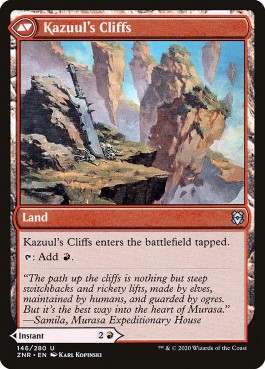 Kazuul's Cliffs
Land
Kazuul's Cliffs enters the battlefield tapped.
: Add .
"The path up the cliffs is nothing but steep
switchbacks and rickety lifts, made by elves,
maintained by humans, and guarded by ogres.
But it's the best way into the heart of Murasa."
—Samila, Murasa Expeditionary House
Instant 2
146/280 U
ZNR • EN Karl Kopinski
™ & © 2020 Wizards of the Coast